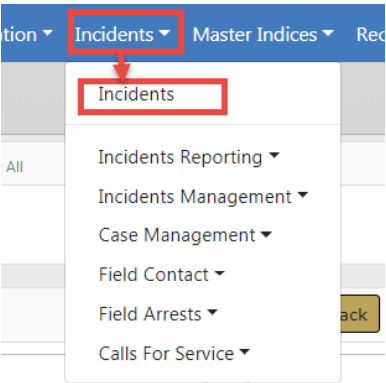 tion Incidents Master Indices Rec
Incidents
All
Incidents Reporting
Incidents Management
Case Management
Field Contact
Field Arrests
ack
Calls For Service